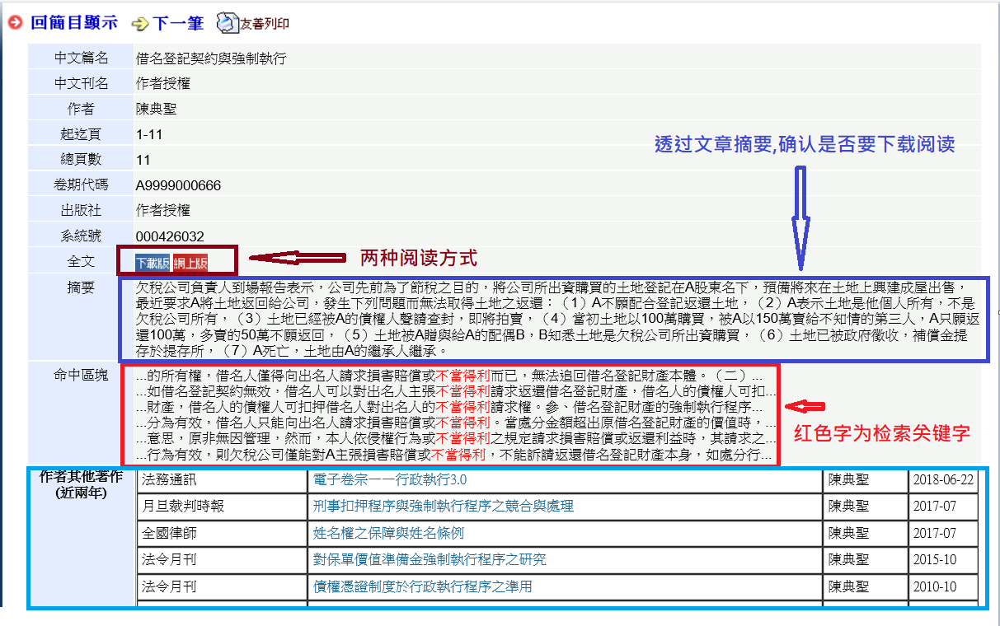 回簡目顯示 下一筆 友善列印
中文篇名 借名登記契約與強制執行
中文刊名 作者授權
作者 陳典聖
起迄頁 1-11
透过文章摘要,确认是否要下载阅读
總頁數 11
卷期代碼 A9999000666
出版社 作者授權
系統號 000426032
全文 下載版 網上版 两种阅读方式
摘要 欠稅公司負責人到場報告表示，公司先前為了節稅之目的，將公司所出資購買的土地登記在A股東名下，預備將來在土地上興建成屋出售，
最近要求A將土地返回給公司，發生下列問題而無法取得土地之返還：（1）A不願配合登記返還土地，（2）A表示土地是他個人所有，不是
欠稅公司所有，（3）土地已經被A的債權人聲請查封，即將拍賣，（4）當初土地以100萬購買，被A以150萬賣給不知情的第三人，A只願返
還100萬，多賣的50萬不願返回，（5）土地被A贈與給A的配偶B，B知悉土地是欠稅公司所出資購買，（6）土地已被政府徵收，補償金提
存於提存所，（7）A死亡，土地由A的繼承人繼承。
命中區塊 ...的所有權，借名人僅得向出名人請求損害賠償或不當得利而已，無法追回借名登記財產本體。（二）...
...如借名登記契約無效，借名人可以對出名人主張不當得利請求返還借名登記財產，借名人的債權人可扣...
...財產，借名人的債權人可扣押借名人對出名人的不當得利請求權。參、借名登記財產的強制執行程序...
...分為有效，借名人只能向出名人請求損害賠償或不當得利。當處分金額超出原借名登記財產的價值時，...
红色字为检索关键字
...意思，原非無因管理，然而，本人依侵權行為或不當得利之規定請求損害賠償或返還利益時，其請求之...
...行為有效，則欠稅公司僅能對A主張損害賠償或不當得利，不能訴請返還借名登記財產本身，如處分行...
作者其他著作 法務通訊 電子卷宗——行政執行3.0 陳典聖 2018-06-22
(近兩年)
月旦裁判時報 刑事扣押程序與強制執行程序之競合與處理 陳典聖 2017-07
全國律師 姓名權之保障與姓名條例 陳典聖 2017-07
法令月刊 對保單價值準備金強制執行程序之研究 陳典聖 2015-10
法令月刊 債權憑證制度於行政執行程序之準用 陳典聖 2010-10